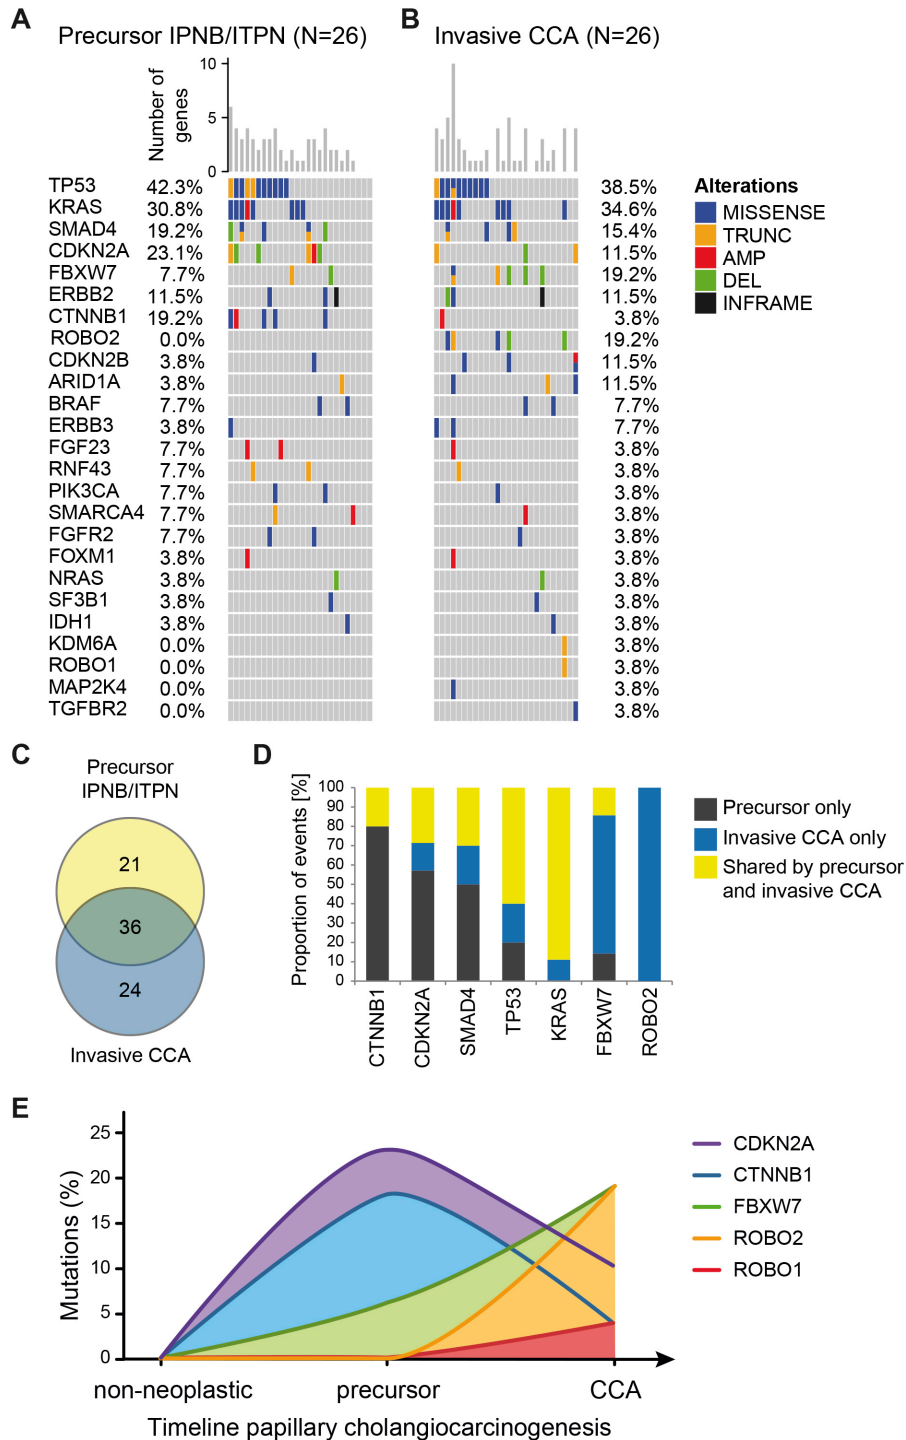 A
Precursor IPNB/ITPN (N=26)
B
Invasive CCA (N=26)
Number of
genes
10
5
0
TP53 42.3% 38.5%
KRAS 30.8% 34.6%
SMAD4 19.2% 15.4%
CDKN2A 23.1% 11.5%
FBXW7 7.7% 19.2%
ERBB2 11.5% 11.5%
CTNNB1 19.2% 3.8%
ROBO2 0.0% 19.2%
CDKN2B 3.8% 11.5%
ARID1A 3.8% 11.5%
BRAF 7.7% 7.7%
ERBB3 3.8% 7.7%
FGF23 7.7% 3.8%
RNF43 7.7% 3.8%
PIK3CA 7.7% 3.8%
SMARCA4 7.7% 3.8%
FGFR2 7.7% 3.8%
FOXM1 3.8% 3.8%
NRAS 3.8% 3.8%
SF3B1 3.8% 3.8%
IDH1 3.8% 3.8%
KDM6A 0.0% 3.8%
ROBO1 0.0% 3.8%
MAP2K4 0.0% 3.8%
TGFBR2 0.0% 3.8%
Alterations
MISSENSE
TRUNC
AMP
DEL
INFRAME
C
Precursor
IPNB/ITPN
21
36
24
Invasive CCA
D
Proportion of events [%]
100
90
80
70
60
50
40
30
20
10
0
CTNNB1
CDKN2A
SMAD4
TP53
KRAS
FBXW7
ROBO2
Precursor only
Invasive CCA only
Shared by precursor
and invasive CCA
E
Mutations (%)
25
20
15
10
5
0
non-neoplastic precursor CCA
Timeline papillary cholangiocarcinogenesis
CDKN2A
CTNNB1
FBXW7
ROBO2
ROBO1